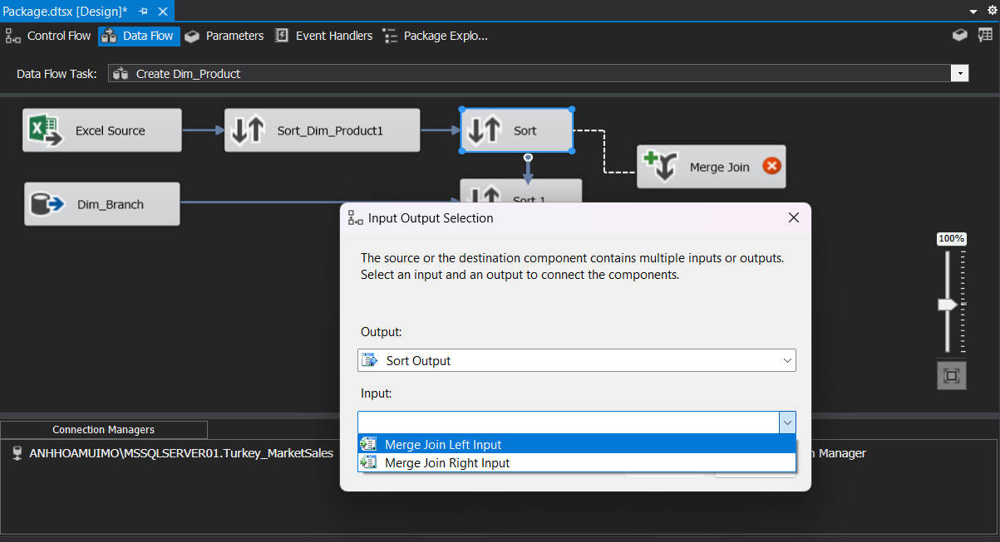 Package.dtsx [Design]*
Control Flow
Data Flow
Parameters
Event Handlers
Package Explo...
Data Flow Task:
Create Dim_Product
Excel Source
Sort_Dim_Product1
Sort
Merge Join
Dim_Branch
Sort 1
Input Output Selection
The source or the destination component contains multiple inputs or outputs.
Select an input and an output to connect the components.
100%
Output:
Sort Output
Input:
Merge Join Left Input
Merge Join Right Input
Connection Managers
ANHHOAMUIMO\MSSQLSERVER01.Turkey_MarketSales
Manager